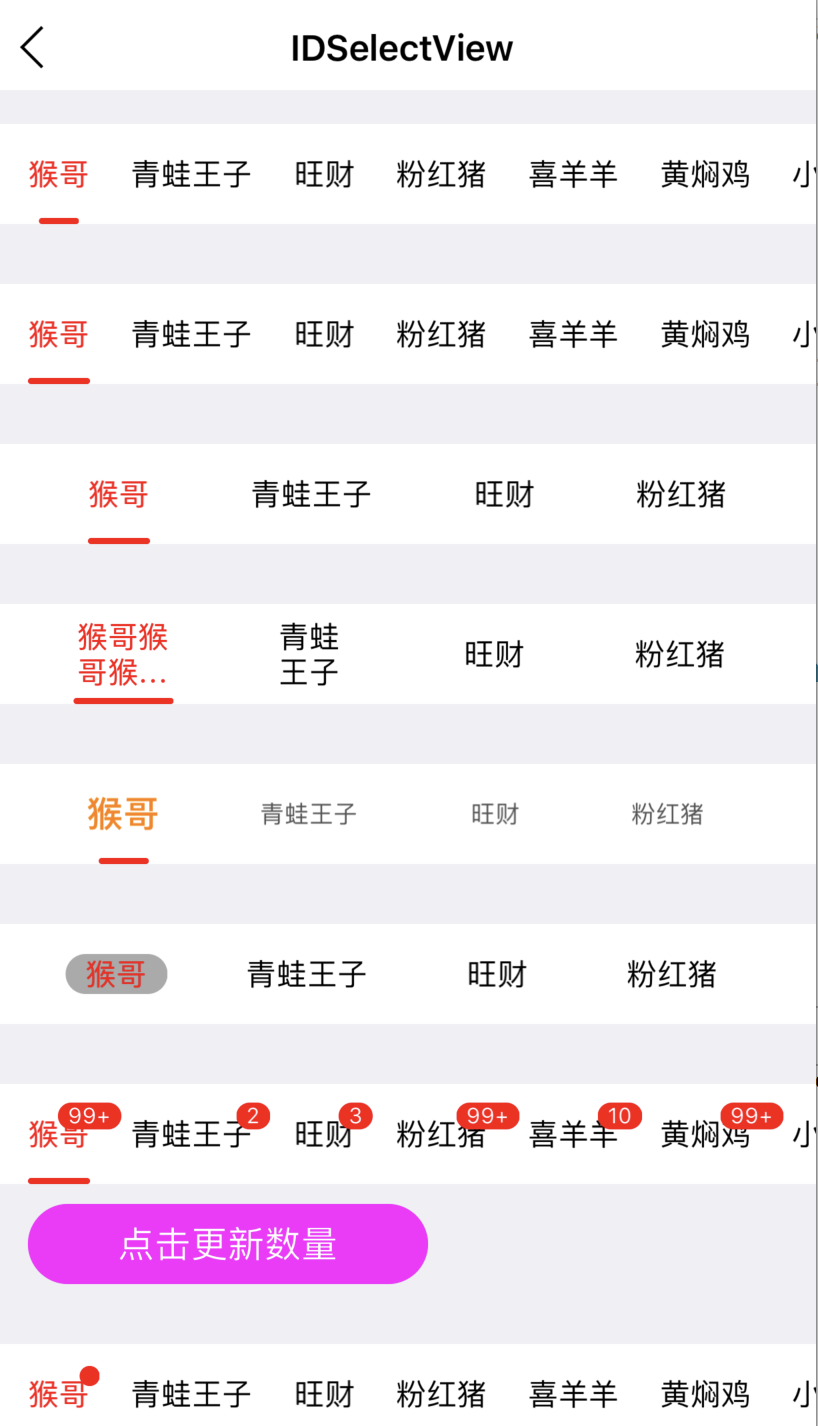 IDSelectView
猴哥 青蛙王子 旺财 粉红猪 喜羊羊 黄焖鸡 小
猴哥 青蛙王子 旺财 粉红猪 喜羊羊 黄焖鸡 小
猴哥 青蛙王子 旺财 粉红猪
猴哥猴
哥猴...
青蛙
王子
旺财 粉红猪
猴哥 青蛙王子 旺财 粉红猪
猴哥 青蛙王子 旺财 粉红猪
99+ 2 3 99+ 10 99+
猴哥 青蛙王子 旺财 粉红猪 喜羊羊 黄焖鸡 小
点击更新数量
猴哥 青蛙王子 旺财 粉红猪 喜羊羊 黄焖鸡 小